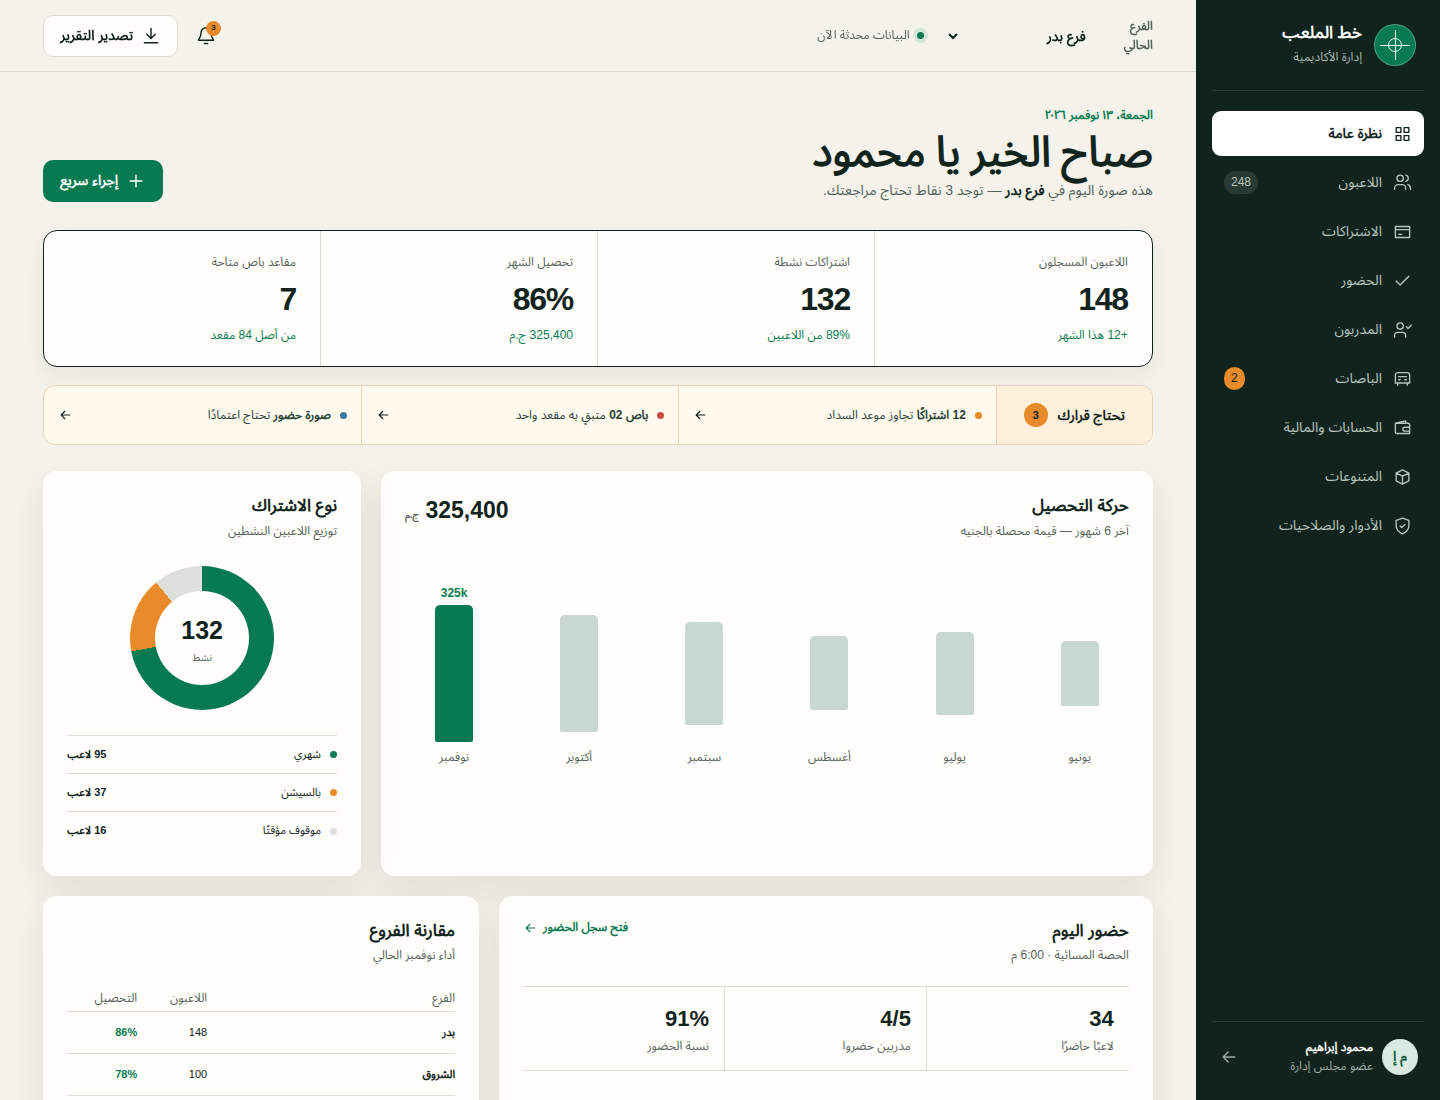 خط الملعب
إدارة الأكاديمية
نظرة عامة
اللاعبون 248
الاشتراكات
الحضور
المدربون
الباصات 2
الحسابات والمالية
المتنوعات
الأدوار والصلاحيات
م إ
محمود إبراهيم
عضو مجلس إدارة
الفرع الحالي
فرع بدر
البيانات محدثة الآن
3
تصدير التقرير
الجمعة، ١٣ نوفمبر ٢٠٢٦
صباح الخير يا محمود
هذه صورة اليوم في فرع بدر — توجد 3 نقاط تحتاج مراجعتك.
إجراء سريع
اللاعبون المسجلون
148
+12 هذا الشهر
اشتراكات نشطة
132
89% من اللاعبين
تحصيل الشهر
86%
325,400 ج.م
مقاعد باص متاحة
7
من أصل 84 مقعد
تحتاج قرارك 3
12 اشتراكًا تجاوز موعد السداد
باص 02 متبقٍ به مقعد واحد
صورة حضور تحتاج اعتمادًا
حركة التحصيل
آخر 6 شهور — قيمة محصلة بالجنيه
325,400 ج.م
325k
يونيو
يوليو
أغسطس
سبتمبر
أكتوبر
نوفمبر
نوع الاشتراك
توزيع اللاعبين النشطين
132
نشط
شهري 95 لاعب
بالسيشن 37 لاعب
موقوف مؤقتًا 16 لاعب
حضور اليوم
الحصة المسائية · 6:00 م
فتح سجل الحضور
34
لاعبًا حاضرًا
4/5
مدربين حضروا
91%
نسبة الحضور
مقارنة الفروع
أداء نوفمبر الحالي
الفرع اللاعبون التحصيل
بدر 148 86%
الشروق 100 78%